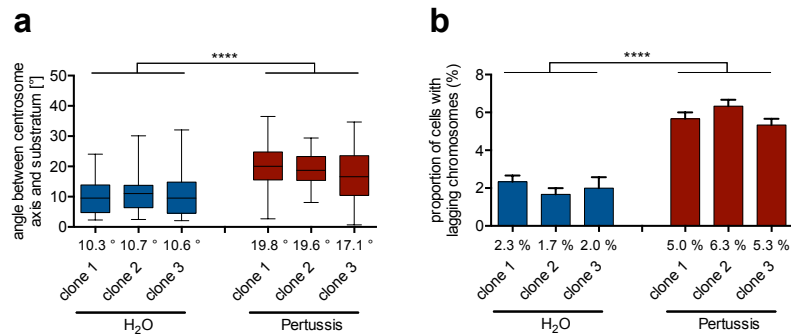 a
****
angle between centrosome
axis and substratum [°]
50
40
30
20
10
0
10.3 ° 10.7 ° 10.6 ° 19.8 ° 19.6 ° 17.1 °
clone 1 clone 2 clone 3 clone 1 clone 2 clone 3
H₂O Pertussis
b
****
proportion of cells with
lagging chromosomes (%)
8
6
4
2
0
2.3 % 1.7 % 2.0 % 5.0 % 6.3 % 5.3 %
clone 1 clone 2 clone 3 clone 1 clone 2 clone 3
H₂O Pertussis